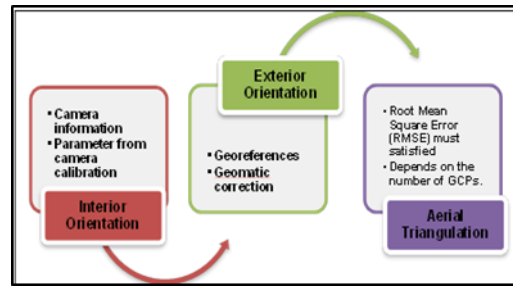 ▪ Camera
information
▪ Parameter from
camera
calibration
Interior
Orientation
Exterior
Orientation
▪ Georeferences
▪ Geomatic
correction
• Root Mean
Square Error
(RMSE) must
satisfied
• Depends on the
number of GCPs.
Aerial
Triangulation